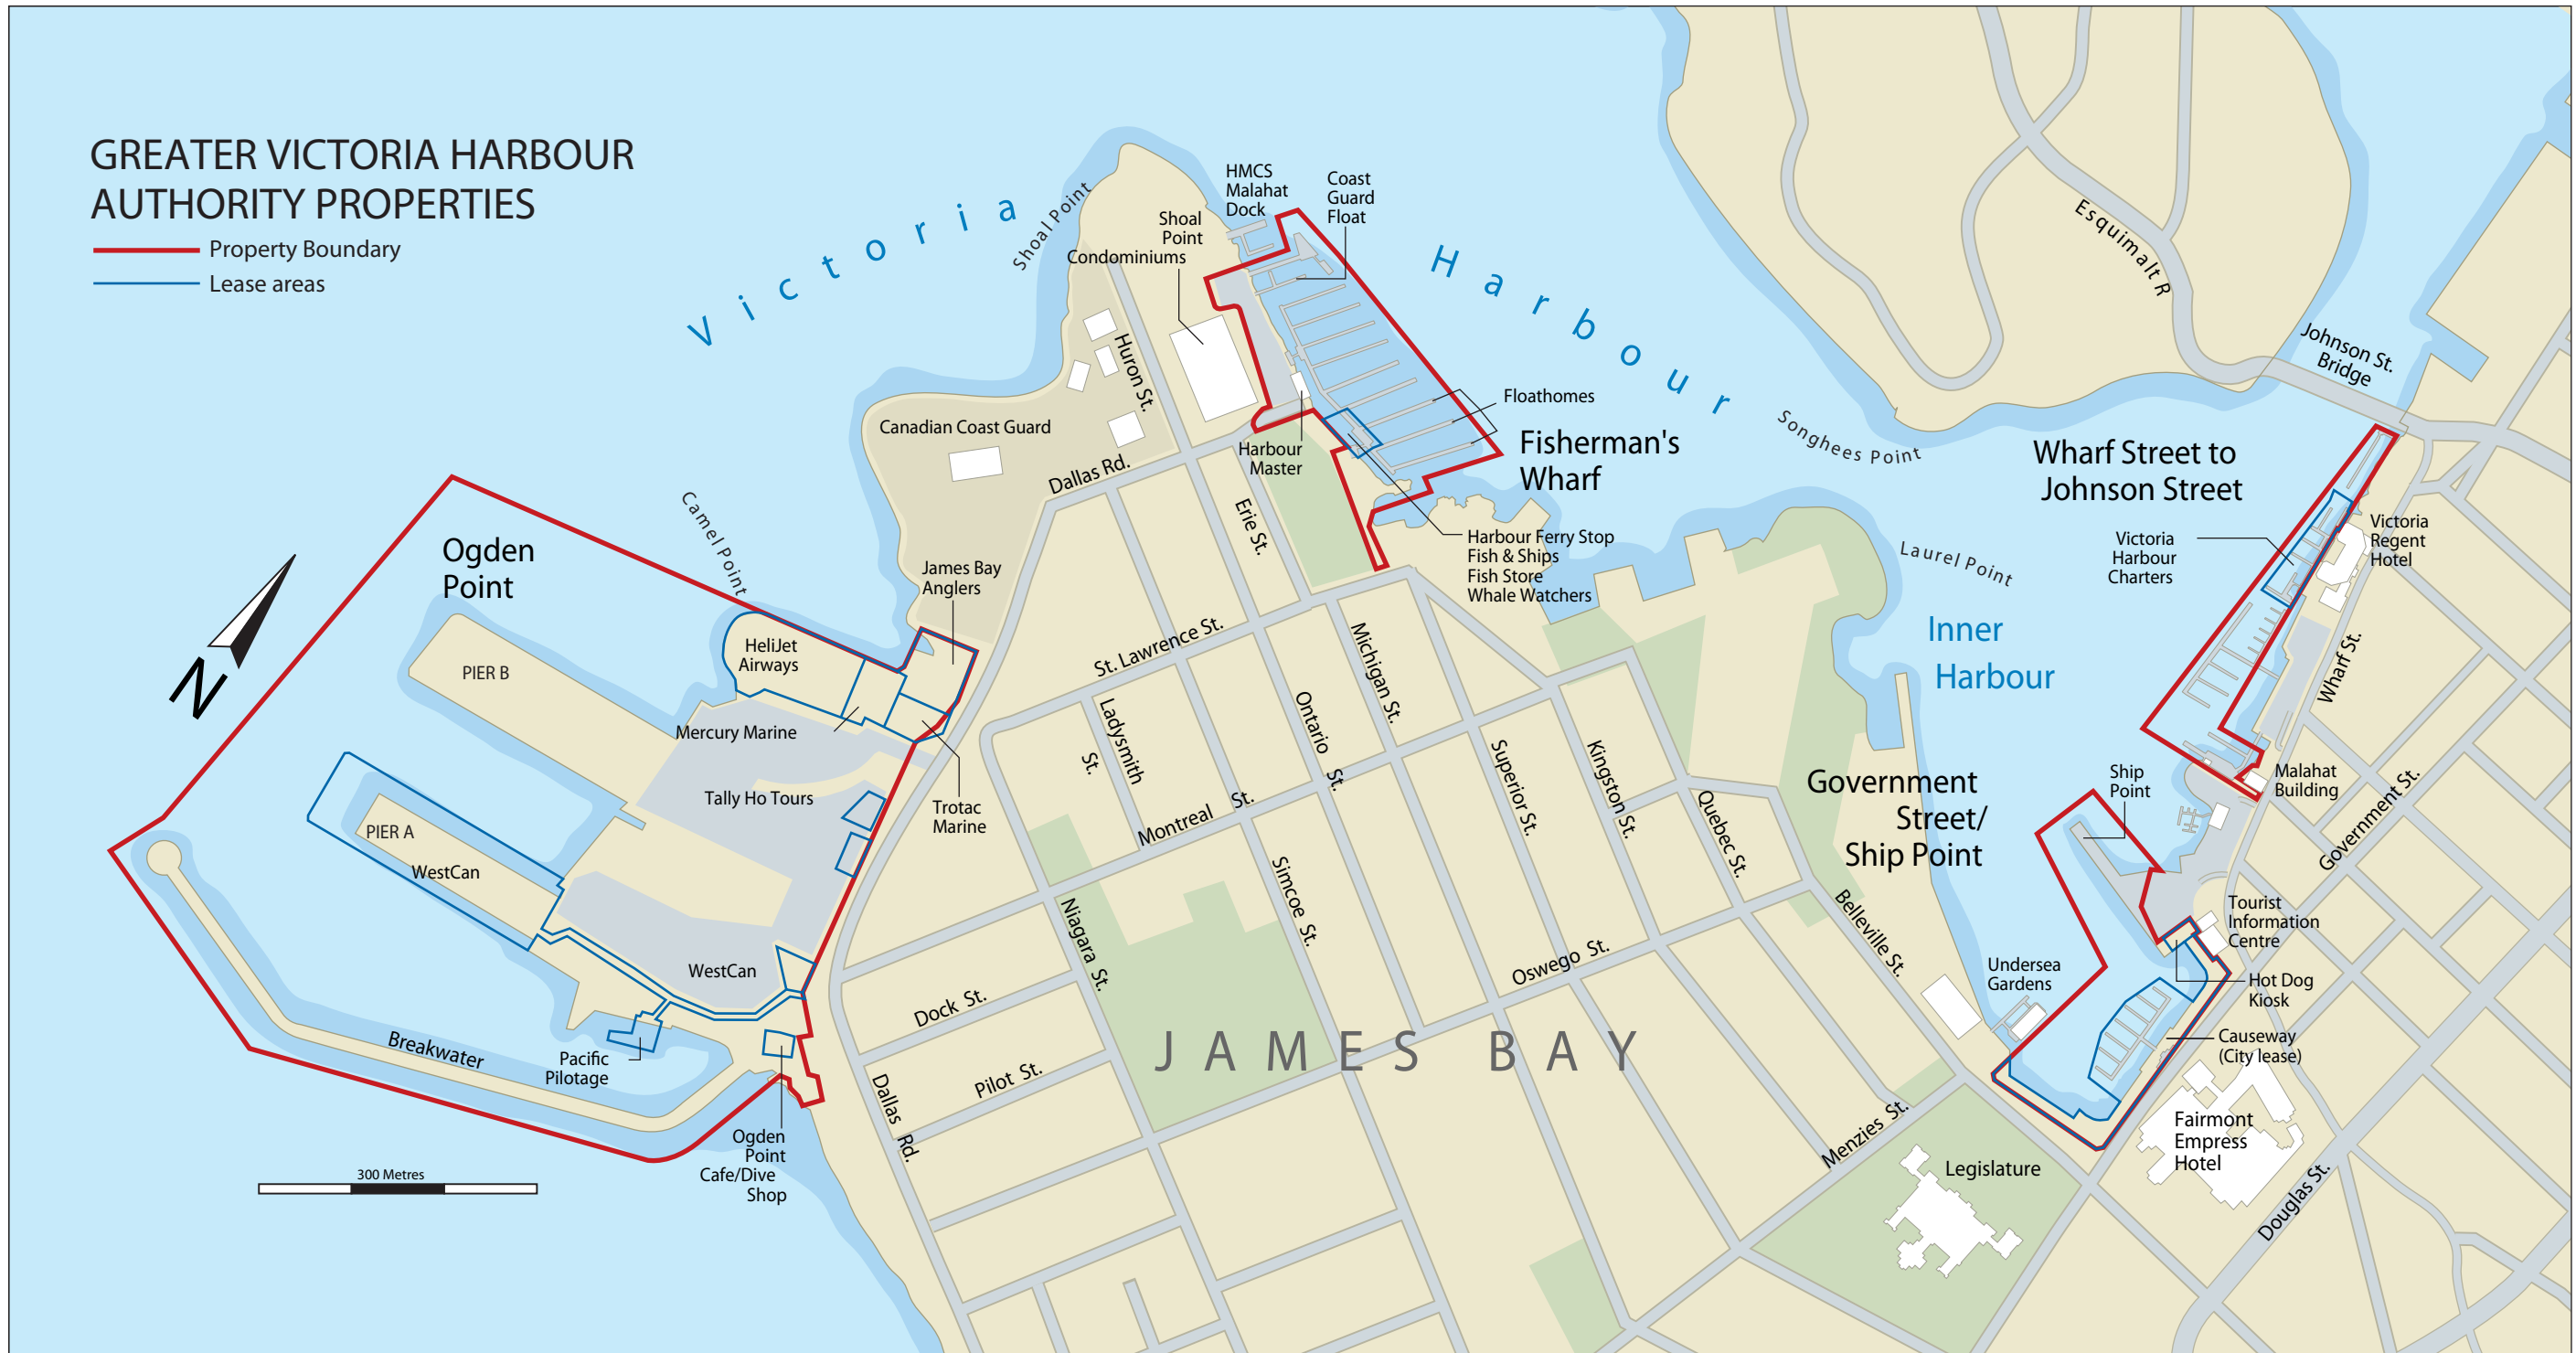 GREATER VICTORIA HARBOUR
AUTHORITY PROPERTIES
Property Boundary
Lease areas
Victoria
Harbour
Shoal Point
HMCS
Malahat
Dock
Coast
Guard
Float
Shoal
Point
Condominiums
Huron St.
Canadian Coast Guard
Dallas Rd.
Harbour
Master
Floathomes
Fisherman's
Wharf
Harbour Ferry Stop
Fish & Ships
Fish Store
Whale Watchers
Erie St.
Songhees Point
Esquimalt R
Johnson St.
Bridge
Wharf Street to
Johnson Street
Victoria
Harbour
Charters
Victoria
Regent
Hotel
Laurel Point
Inner
Harbour
Wharf St.
Camel Point
Ogden
Point
James Bay
Anglers
HeliJet
Airways
PIER B
Mercury Marine
Tally Ho Tours
Trotac
Marine
PIER A
WestCan
WestCan
N
Breakwater
Pacific
Pilotage
Ogden
Point
Cafe/Dive
Shop
300 Metres
St. Lawrence St.
Ladysmith
St.
Ontario
St.
Michigan St.
Montreal St.
Superior St.
Kingston St.
Quebec St.
Simcoe St.
Niagara St.
Oswego St.
Belleville St.
Dock St.
Pilot St.
Dallas Rd.
JAMES BAY
Menzies St.
Legislature
Government
Street/
Ship Point
Ship
Point
Malahat
Building
Government St.
Tourist
Information
Centre
Undersea
Gardens
Hot Dog
Kiosk
Causeway
(City lease)
Fairmont
Empress
Hotel
Douglas St.